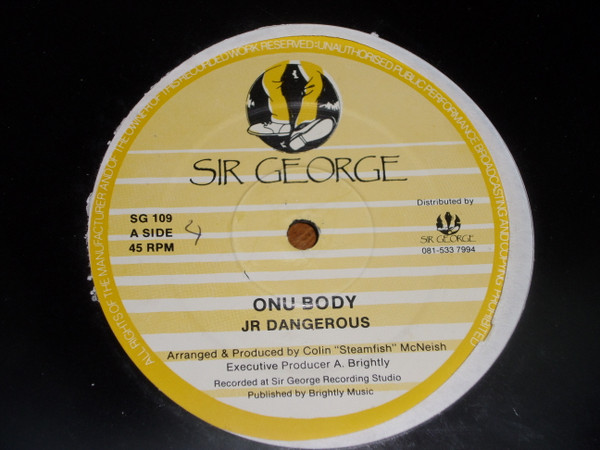 ALL RIGHTS OF THE MANUFACTURER AND OF THE OWNER OF THIS RECORDED WORK RESERVED UNAUTHORISED PUBLIC PERFORMANCE BROADCASTING AND COPYING PROHIBITED
SIR GEORGE
SG 109
A SIDE 4
45 RPM
Distributed by
SIR GEORGE
081-533 7994
ONU BODY
JR DANGEROUS
Arranged & Produced by Colin "Steamfish" McNeish
Executive Producer A. Brightly
Recorded at Sir George Recording Studio
Published by Brightly Music